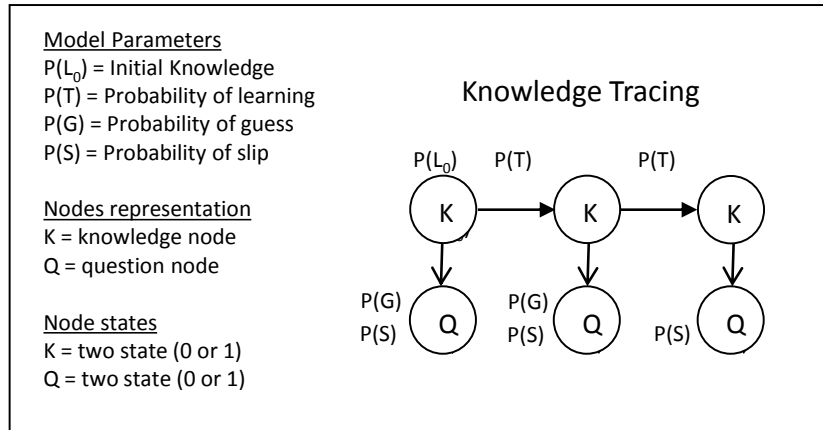 Model Parameters
P(L₀) = Initial Knowledge
P(T) = Probability of learning
P(G) = Probability of guess
P(S) = Probability of slip
Nodes representation
K = knowledge node
Q = question node
Node states
K = two state (0 or 1)
Q = two state (0 or 1)
Knowledge Tracing
P(L₀) P(T) P(T)
K K K
P(G) P(G)
P(S) Q P(S) Q P(S) Q